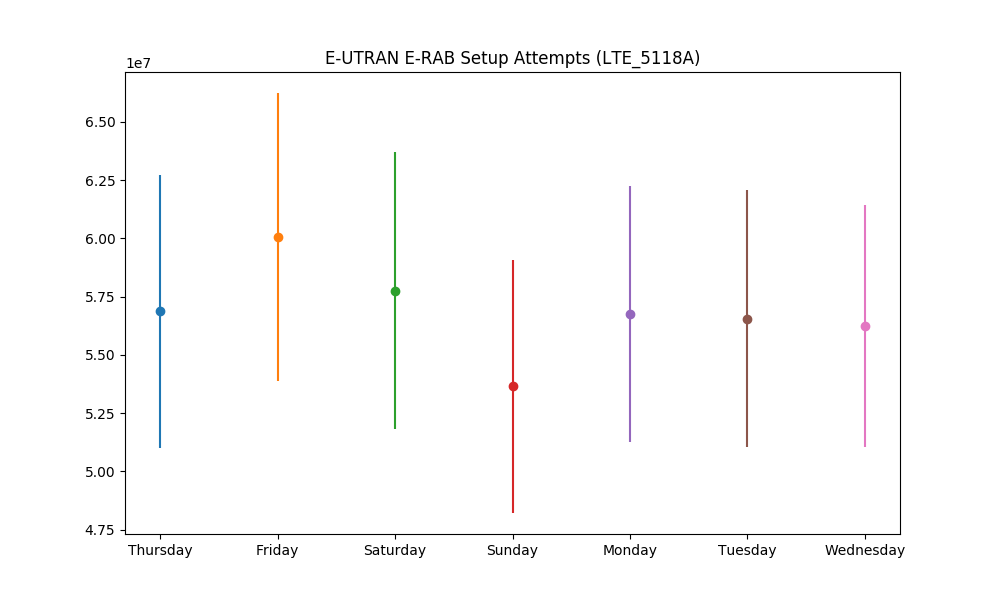 E-UTRAN E-RAB Setup Attempts (LTE_5118A)
1e7
6.50
6.25
6.00
5.75
5.50
5.25
5.00
4.75
Thursday Friday Saturday Sunday Monday Tuesday Wednesday